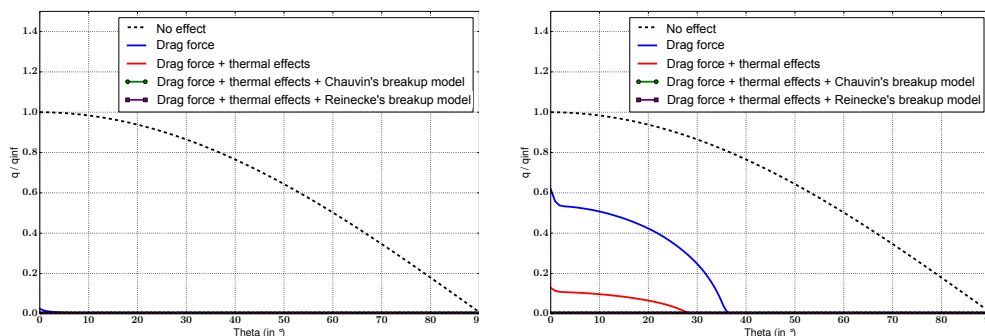 1.4
1.2
1.0
0.8
0.6
0.4
0.2
0.0
q / qinf
0
10
20
30
40
50
60
70
80
9
Theta (in °)
No effect
Drag force
Drag force + thermal effects
Drag force + thermal effects + Chauvin's breakup model
Drag force + thermal effects + Reinecke's breakup model
1.4
1.2
1.0
0.8
0.6
0.4
0.2
0.0
q / qinf
0
10
20
30
40
50
60
70
80
9
Theta (in °)
No effect
Drag force
Drag force + thermal effects
Drag force + thermal effects + Chauvin's breakup model
Drag force + thermal effects + Reinecke's breakup model